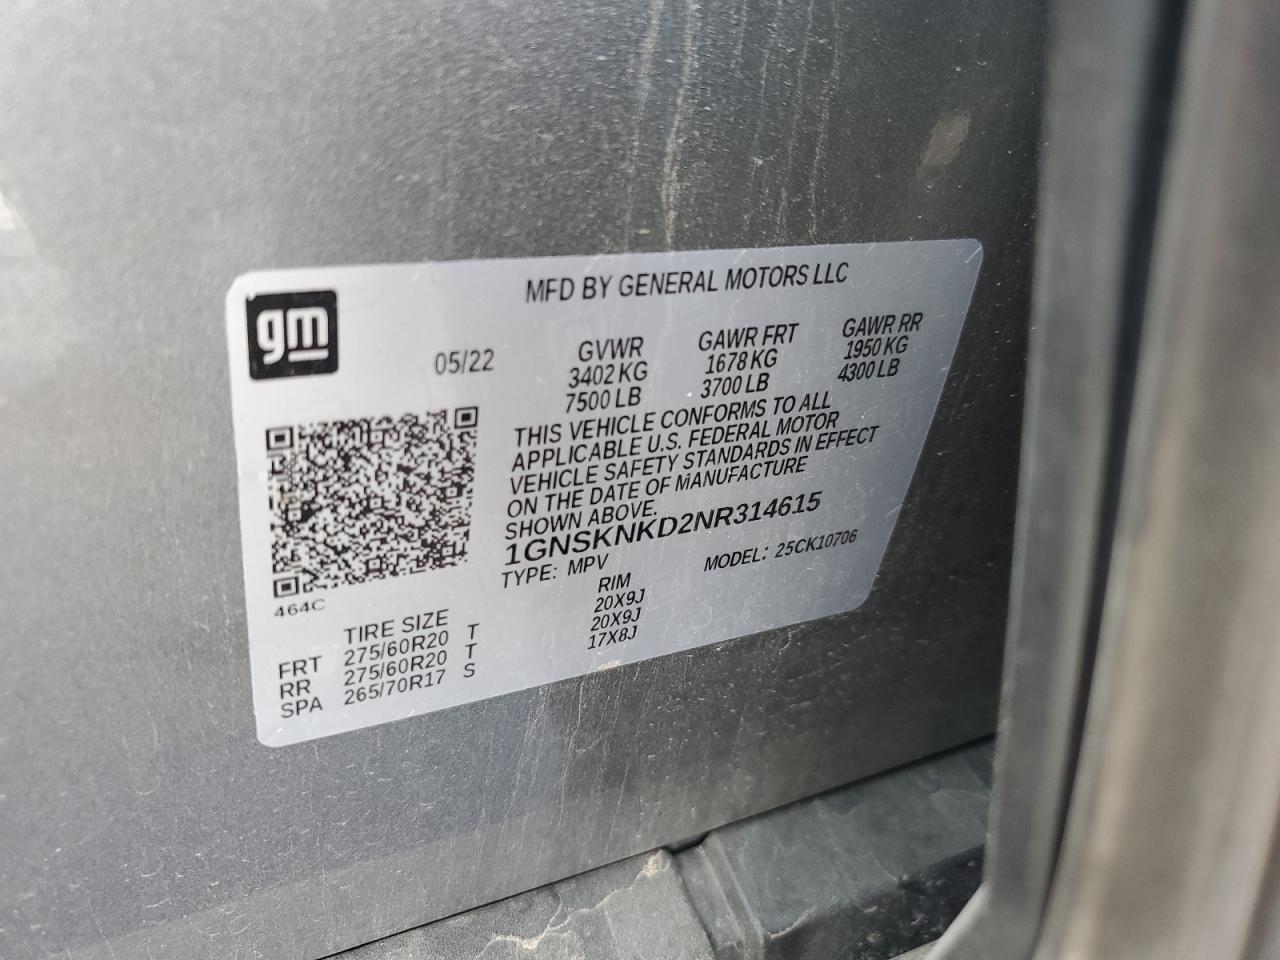 MFD BY GENERAL MOTORS LLC
gm
05/22
GVWR GAWR FRT GAWR RR
3402 KG 1678 KG 1950 KG
7500 LB 3700 LB 4300 LB
THIS VEHICLE CONFORMS TO ALL
APPLICABLE U.S. FEDERAL MOTOR
VEHICLE SAFETY STANDARDS IN EFFECT
ON THE DATE OF MANUFACTURE
SHOWN ABOVE.
1GNSKNKD2NR314615
TYPE: MPV MODEL: 25CK10706
464C
TIRE SIZE RIM
FRT 275/60R20 T 20X9J
RR 275/60R20 T 20X9J
SPA 265/70R17 S 17X8J